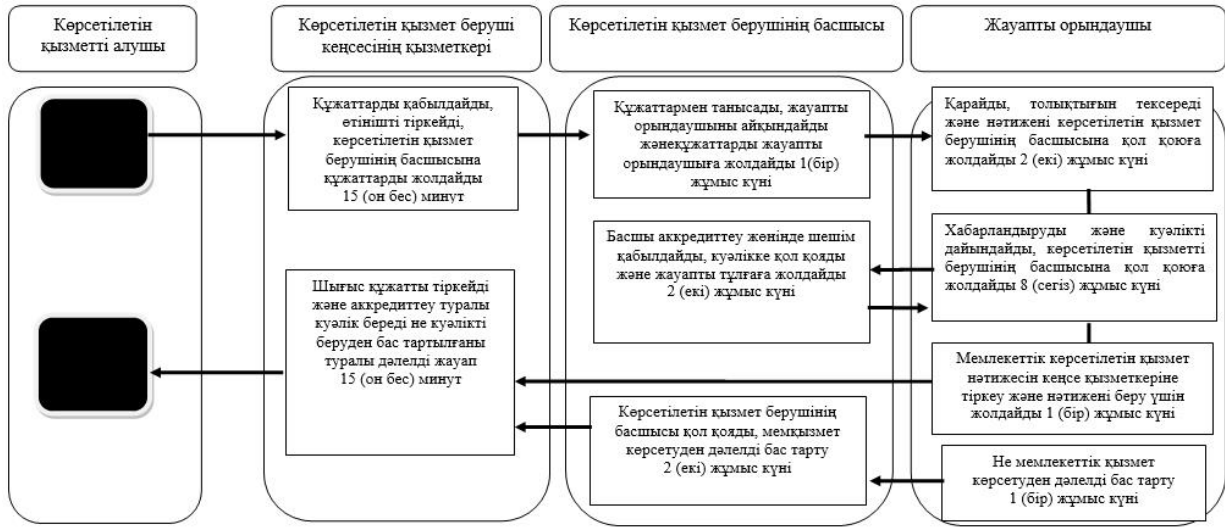 Көрсетілетін
қызметті алушы
Көрсетілетін қызмет беруші
кеңсесінің қызметкері
Көрсетілетін қызмет берушінің басшысы
Жауапты орындаушы
Құжаттарды қабылдайды,
өтінішті тіркейді,
көрсетілетін қызмет
берушінің басшысына
құжаттарды жолдайды
15 (он бес) минут
Құжаттармен танысады, жауапты
орындаушыны айқындайды
жәнеқұжаттарды жауапты
орындаушыға жолдайды 1(бір)
жұмыс күні
Қарайды, толықтығын тексереді
және нәтижені көрсетілетін қызмет
берушінің басшысына қол қоюға
жолдайды 2 (екі) жұмыс күні
Хабарландыруды және куәлікті
дайындайды, көрсетілетін қызметті
берушінің басшысына қол қоюға
жолдайды 8 (сегіз) жұмыс күні
Басшы аккредиттеу жөнінде шешім
қабылдайды, куәлікке қол қояды
және жауапты тұлғаға жолдайды
2 (екі) жұмыс күні
Шығыс құжатты тіркейді
және аккредиттеу туралы
куәлік береді не куәлікті
беруден бас тартылғаны
туралы дәлелді жауап
15 (он бес) минут
Мемлекеттік көрсетілетін қызмет
нәтижесін кеңсе қызметкеріне
тіркеу және нәтижені беру үшін
жолдайды 1 (бір) жұмыс күні
Көрсетілетін қызмет берушінің
басшысы қол қояды, мемқызмет
көрсетуден дәлелді бас тарту
2 (екі) жұмыс күні
Не мемлекеттік қызмет
көрсетуден дәлелді бас тарту
1 (бір) жұмыс күні